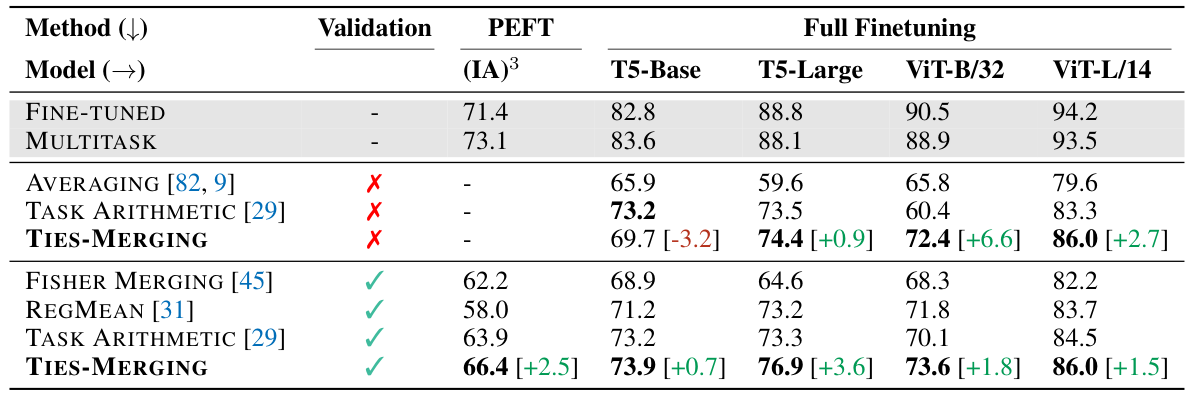 Method (↓) Validation PEFT Full Finetuning
Model (→) (IA)³ T5-Base T5-Large ViT-B/32 ViT-L/14
FINE-TUNED - 71.4 82.8 88.8 90.5 94.2
MULTITASK - 73.1 83.6 88.1 88.9 93.5
AVERAGING [82, 9] ✗ - 65.9 59.6 65.8 79.6
TASK ARITHMETIC [29] ✗ - 73.2 73.5 60.4 83.3
TIES-MERGING ✗ - 69.7 [-3.2] 74.4 [+0.9] 72.4 [+6.6] 86.0 [+2.7]
FISHER MERGING [45] ✓ 62.2 68.9 64.6 68.3 82.2
REGMEAN [31] ✓ 58.0 71.2 73.2 71.8 83.7
TASK ARITHMETIC [29] ✓ 63.9 73.2 73.3 70.1 84.5
TIES-MERGING ✓ 66.4 [+2.5] 73.9 [+0.7] 76.9 [+3.6] 73.6 [+1.8] 86.0 [+1.5]